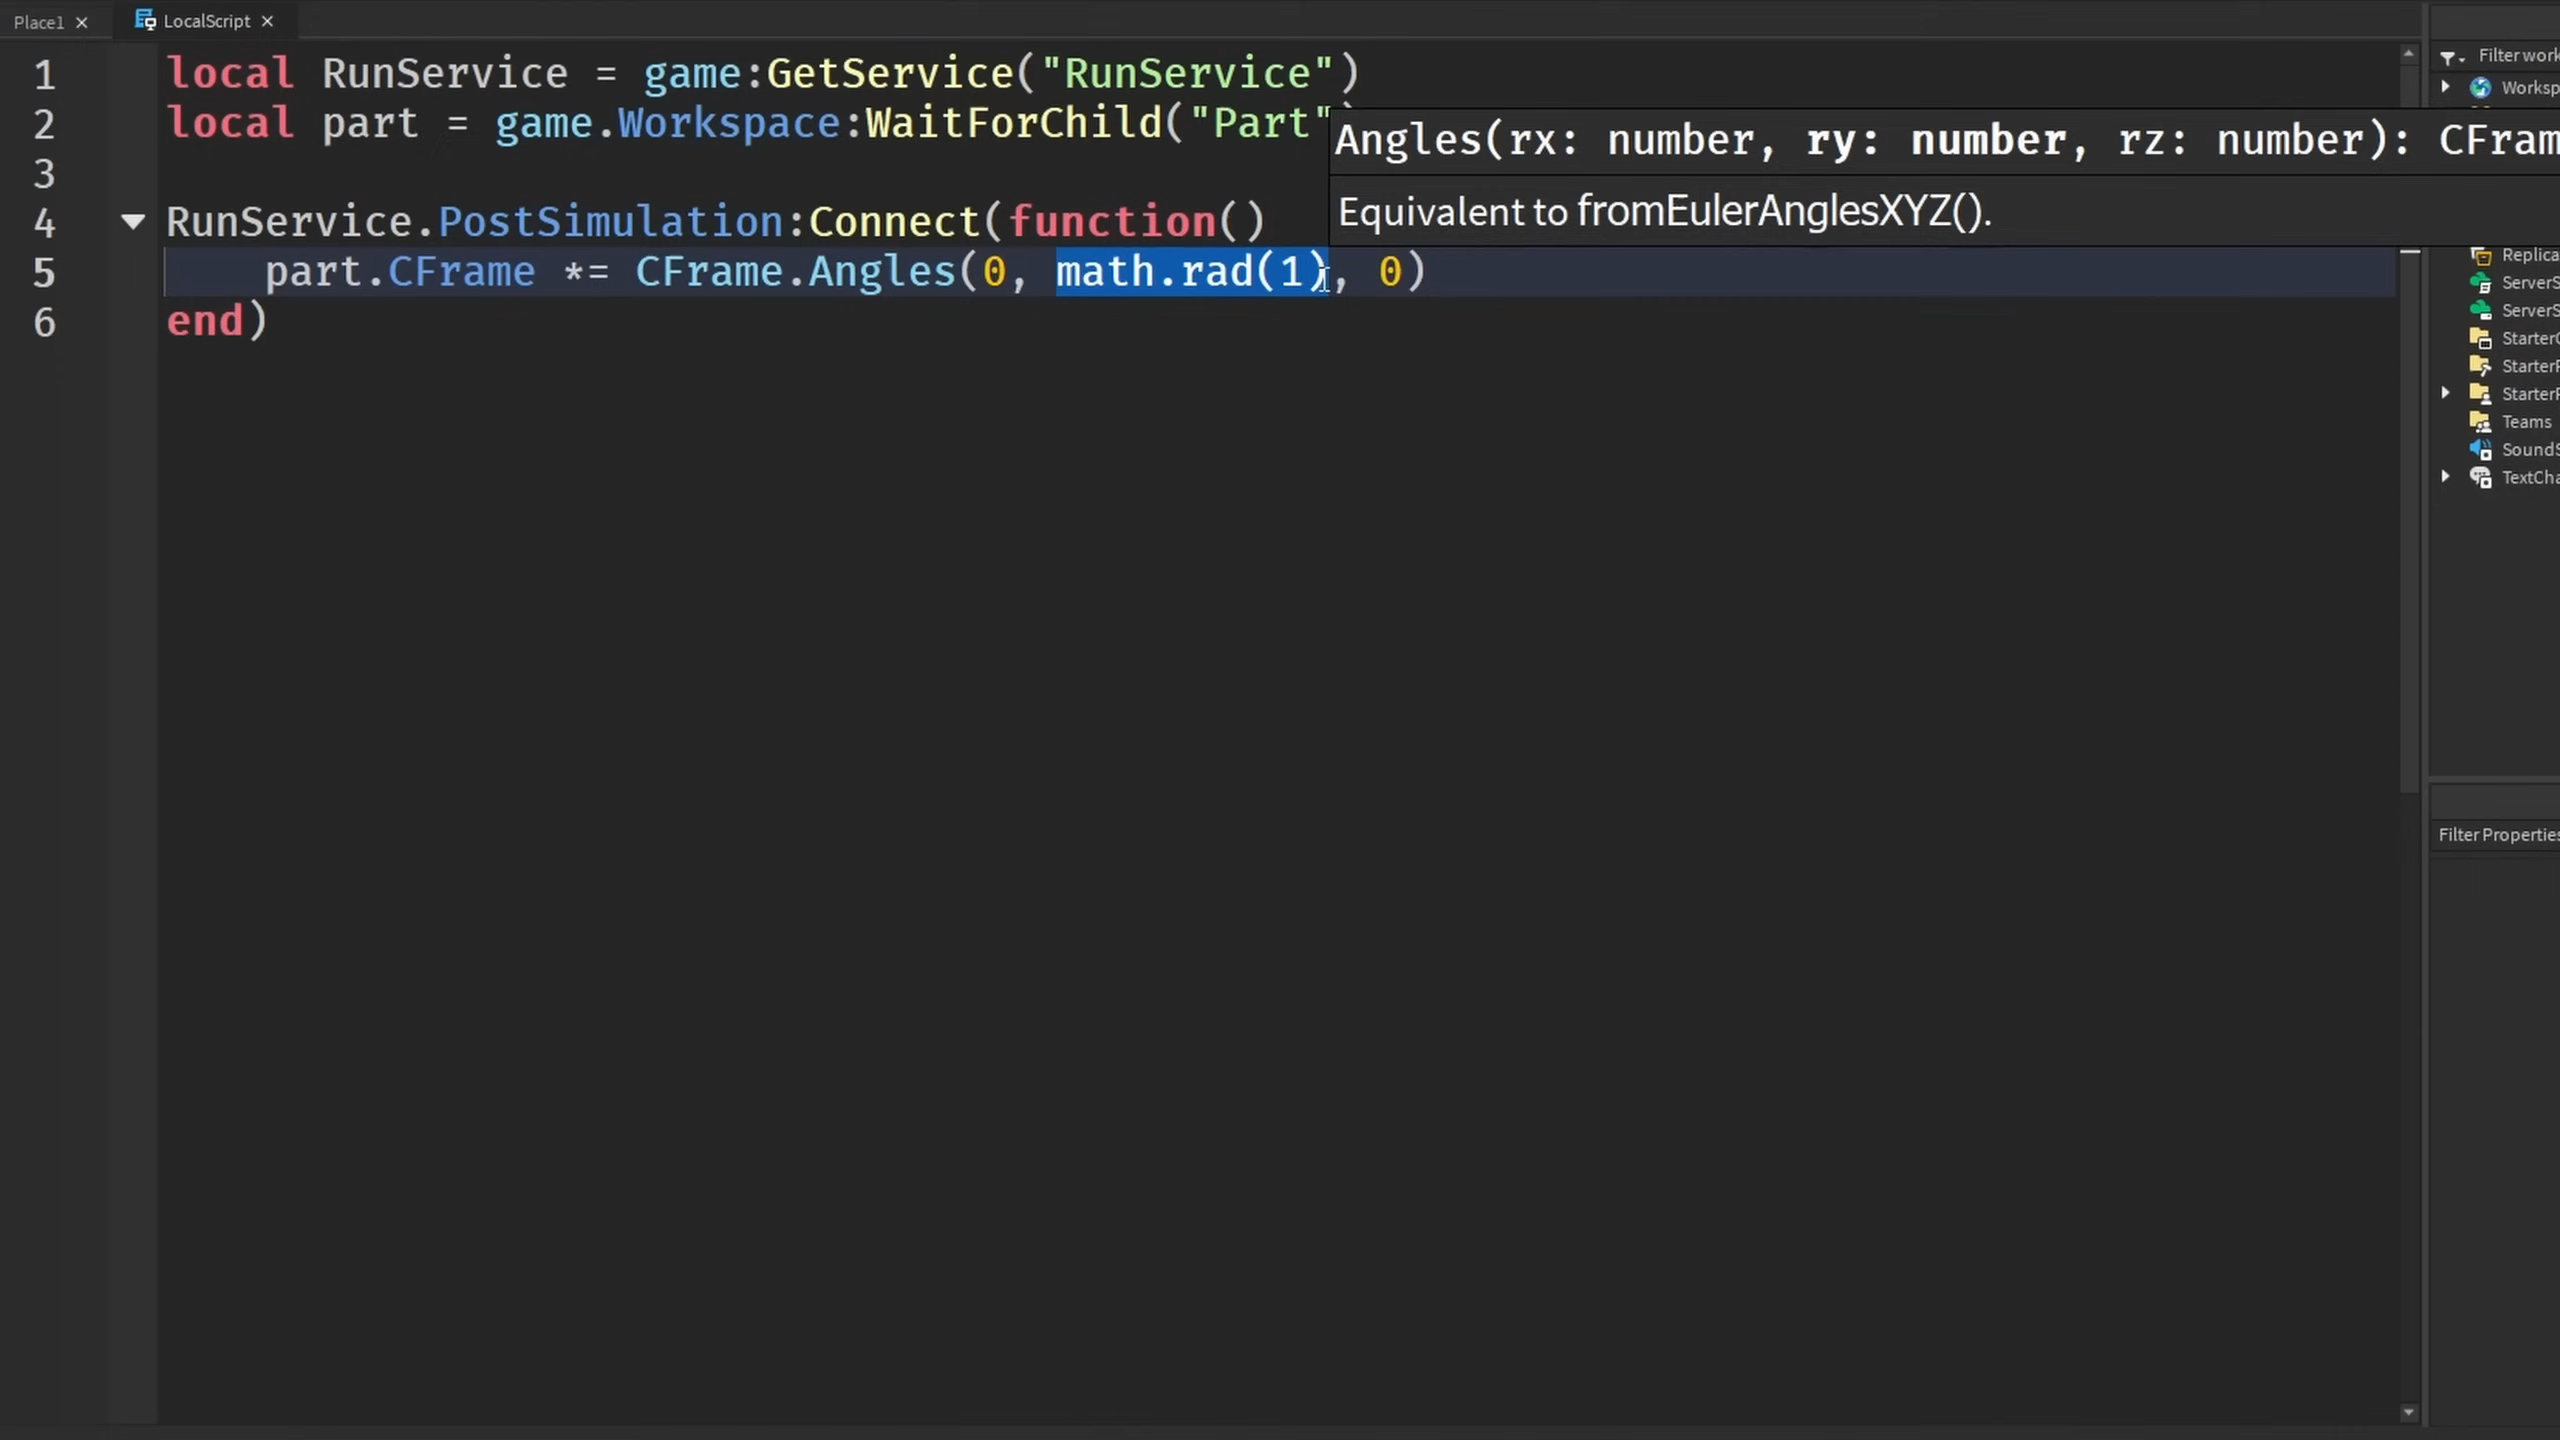 Place1
LocalScript
1 local RunService = game:GetService("RunService")
2 local part = game.Workspace:WaitForChild("Part"
3
4 RunService.PostSimulation:Connect(function()
5 part.CFrame *= CFrame.Angles(0, math.rad(1), 0)
6 end)
Angles(rx: number, ry: number, rz: number): CFram
Equivalent to fromEulerAnglesXYZ().
Filter work
Worksp
Replica
ServerS
ServerS
Starter
StarterP
StarterP
Teams
SoundS
TextCha
Filter Properties